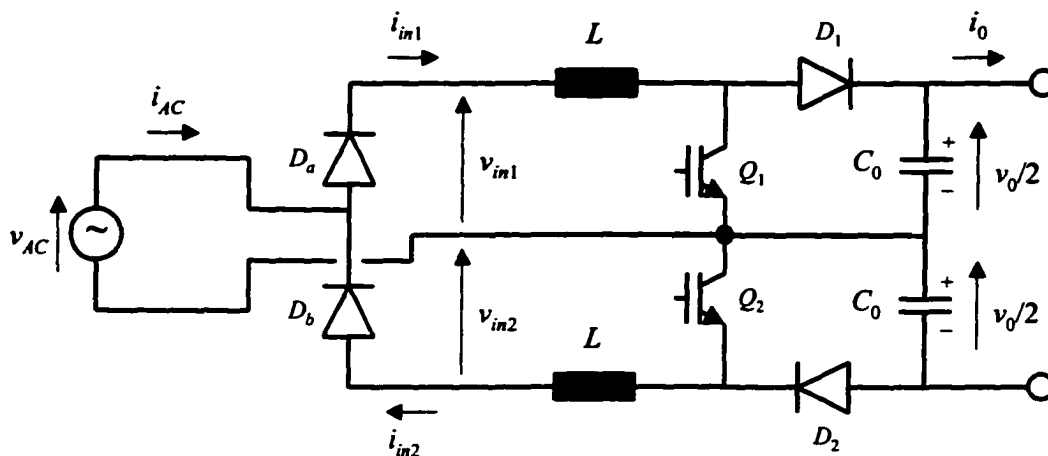 i_in1
L
D_1
i_0
i_AC
D_a
v_in1
Q_1
C_0
+
−
v_0/2
v_AC
~
D_b
v_in2
Q_2
C_0
+
−
v_0/2
L
i_in2
D_2